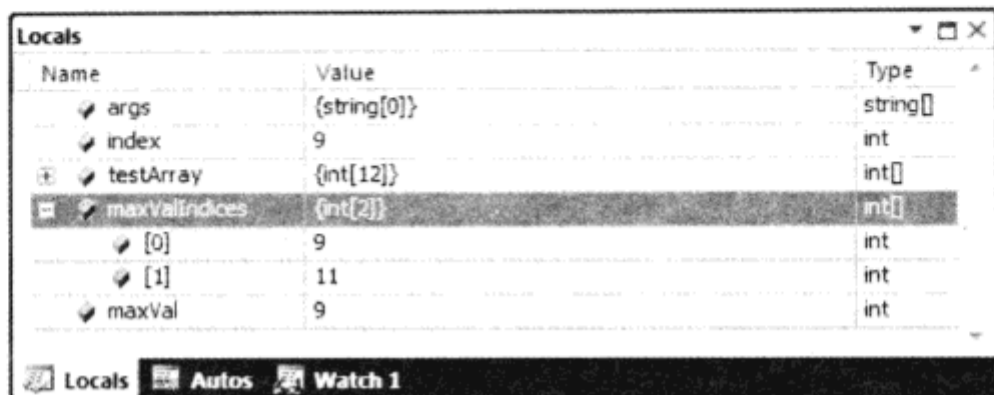 Locals
Name Value Type
args {string[0]} string[]
index 9 int
testArray {int[12]} int[]
maxValIndices {int[2]} int[]
[0] 9 int
[1] 11 int
maxVal 9 int
Locals Autos Watch 1